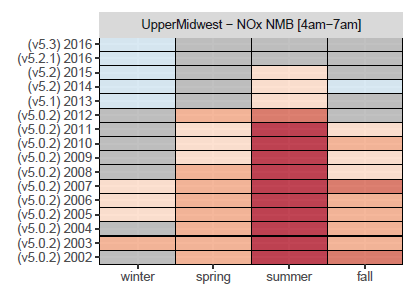 UpperMidwest − NOx NMB [4am−7am]
(v5.3) 2016
(v5.2.1) 2016
(v5.2) 2015
(v5.2) 2014
(v5.1) 2013
(v5.0.2) 2012
(v5.0.2) 2011
(v5.0.2) 2010
(v5.0.2) 2009
(v5.0.2) 2008
(v5.0.2) 2007
(v5.0.2) 2006
(v5.0.2) 2005
(v5.0.2) 2004
(v5.0.2) 2003
(v5.0.2) 2002
winter spring summer fall